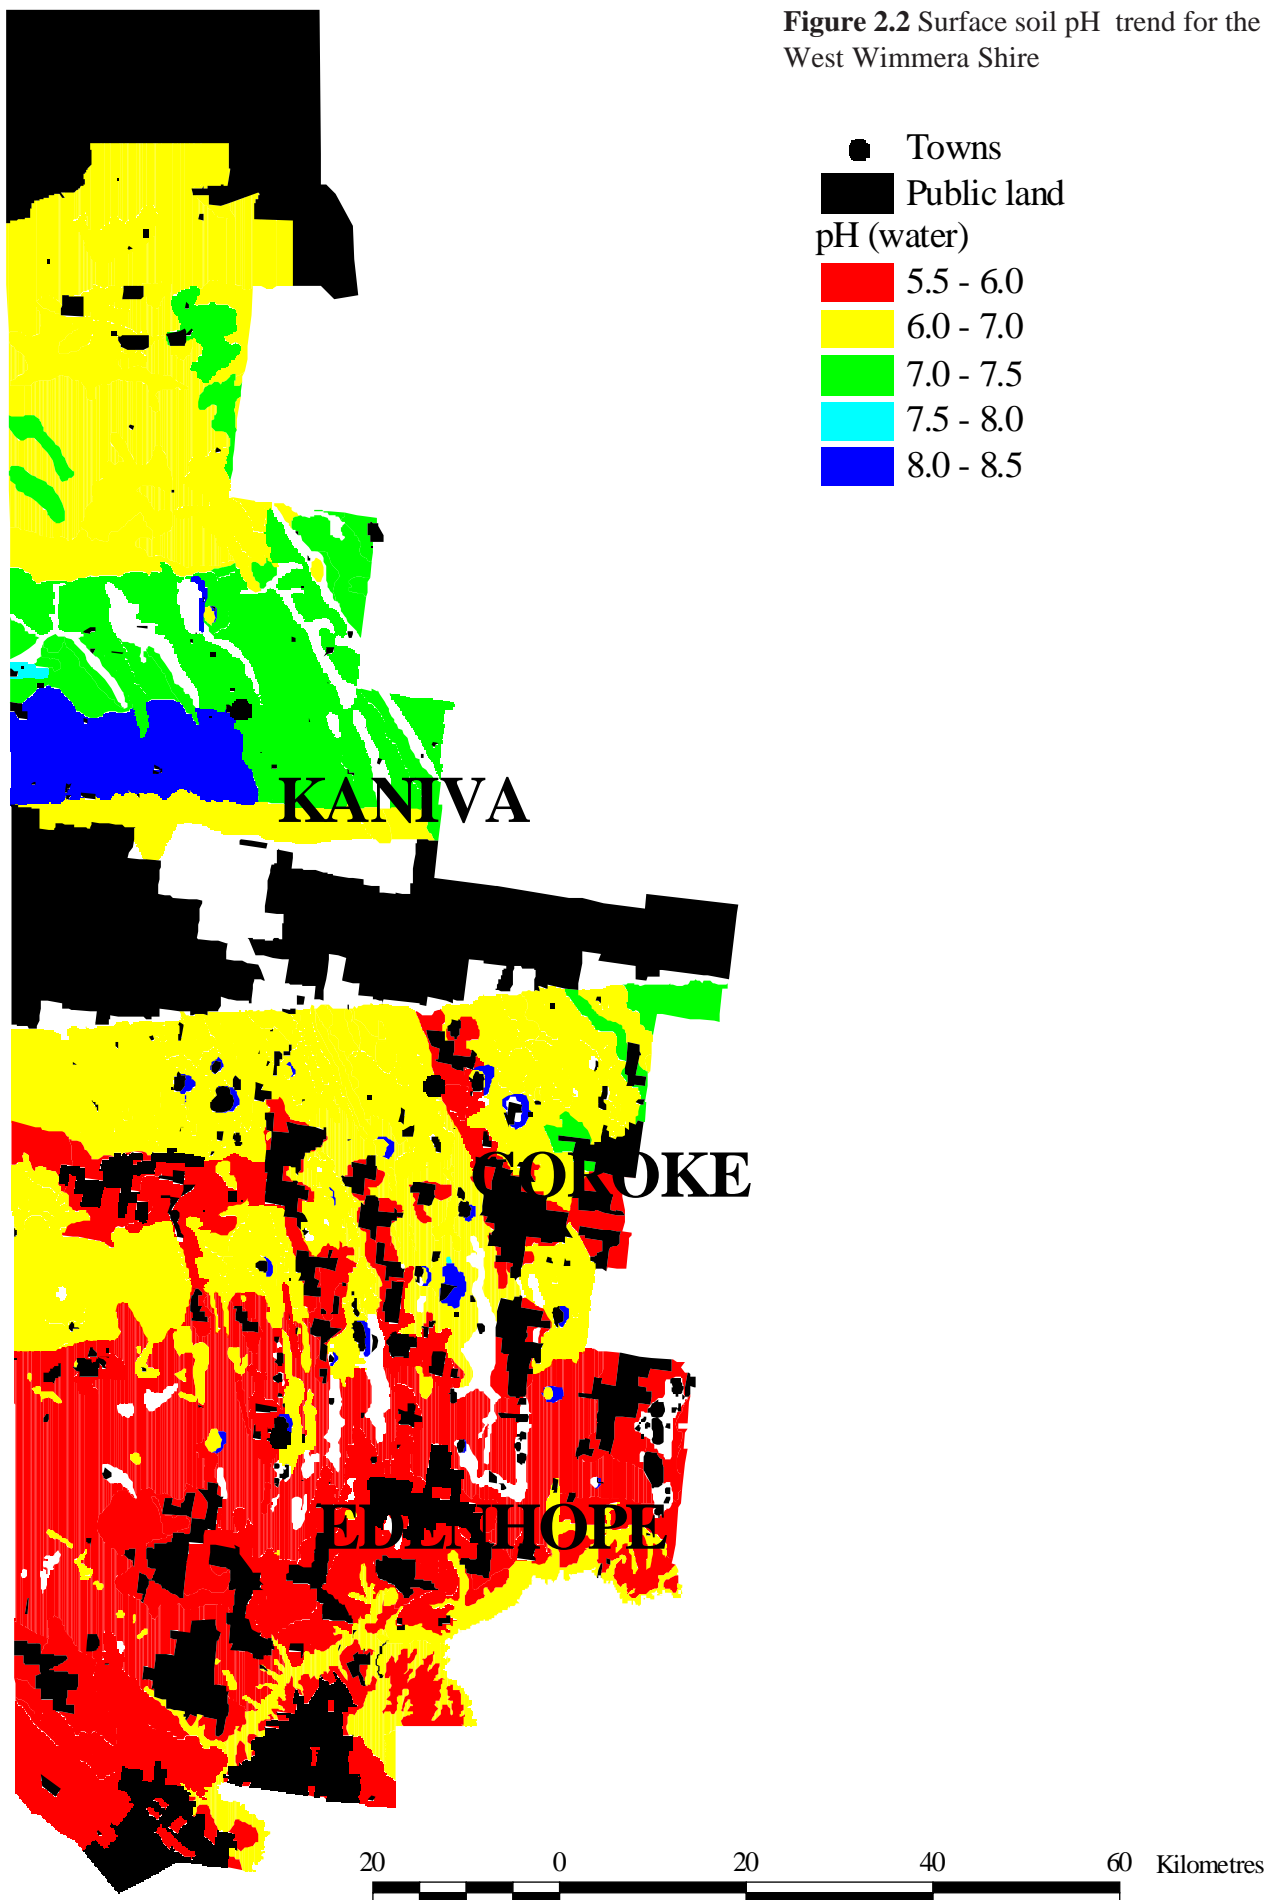 Figure 2.2 Surface soil pH trend for the
West Wimmera Shire
Towns
Public land
pH (water)
5.5 - 6.0
6.0 - 7.0
7.0 - 7.5
7.5 - 8.0
8.0 - 8.5
KANIVA
GOROKE
EDENHOPE
20 0 20 40 60 Kilometres